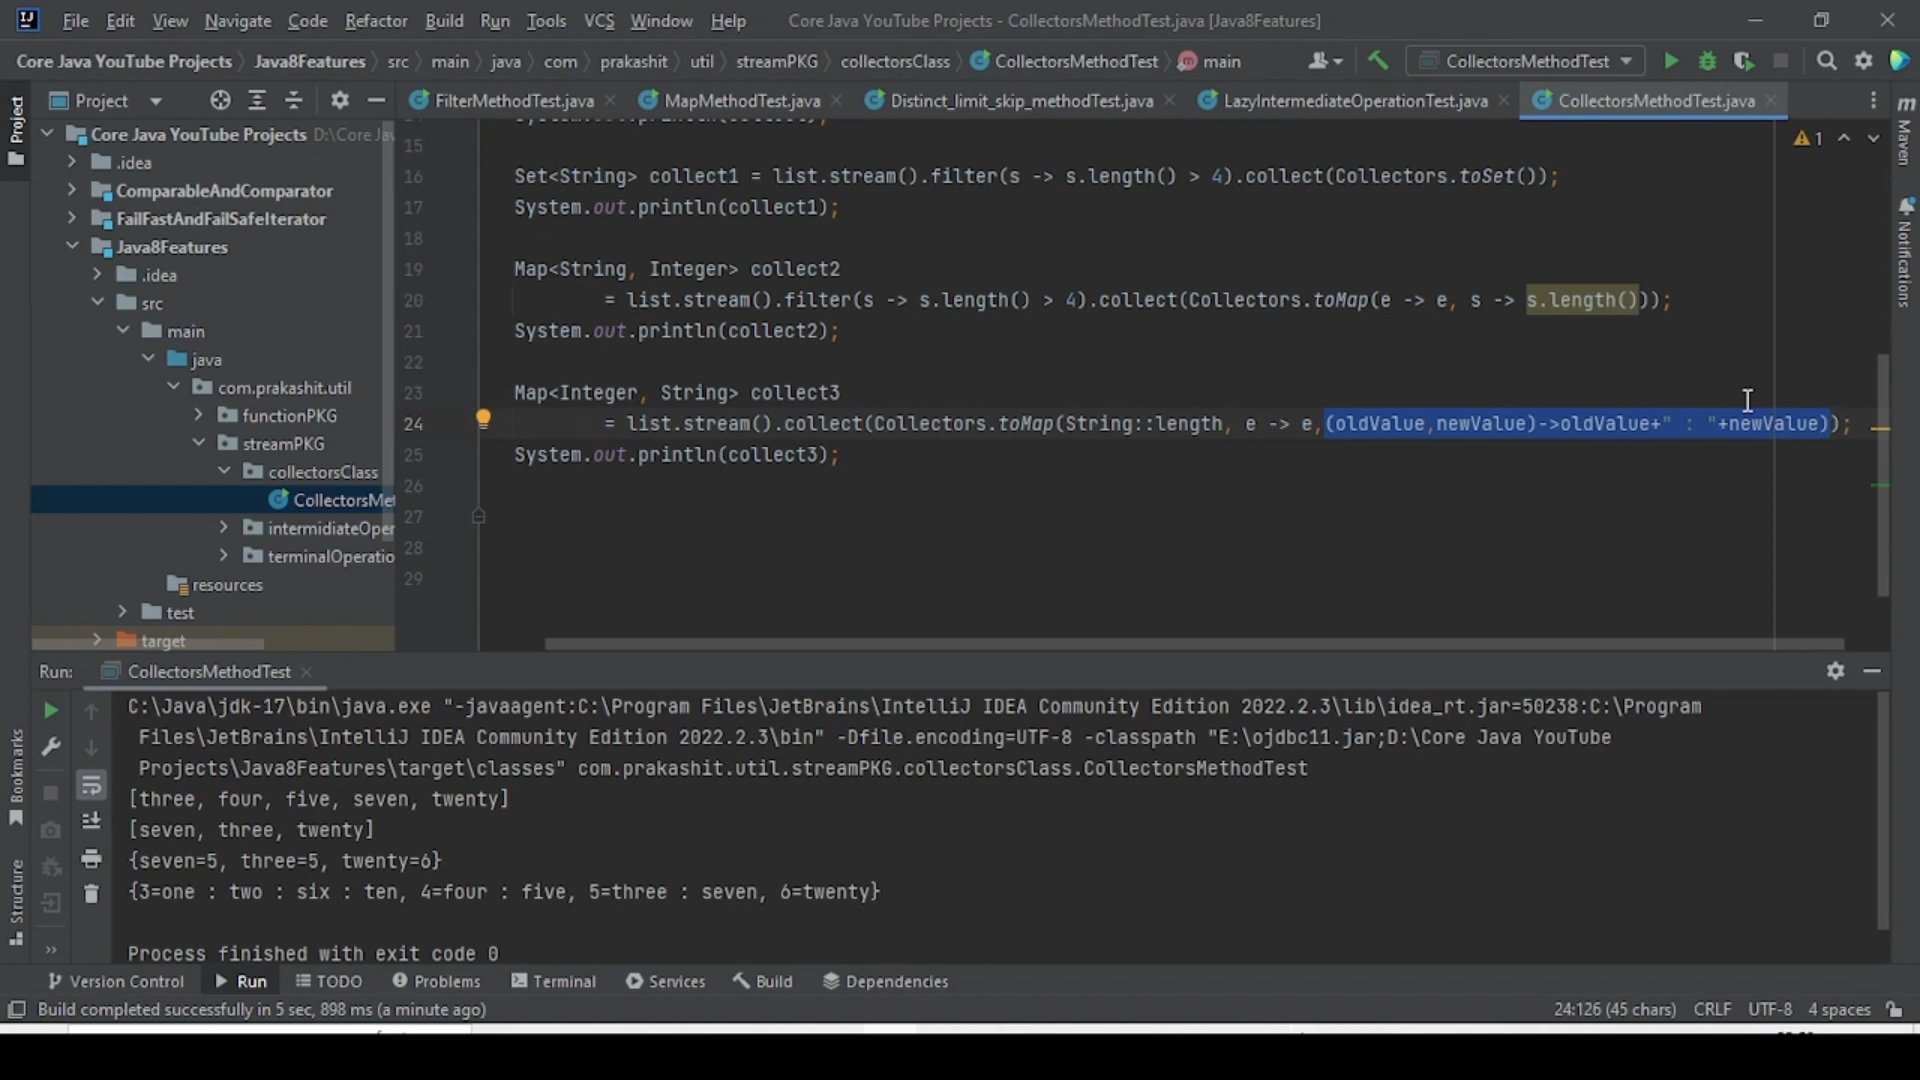 File Edit View Navigate Code Refactor Build Run Tools VCS Window Help Core Java YouTube Projects - CollectorsMethodTest.java [Java8Features]
Core Java YouTube Projects Java8Features src main java com prakashit util streamPKG collectorsClass CollectorsMethodTest main CollectorsMethodTest
Project FilterMethodTest.java MapMethodTest.java Distinct_limit_skip_methodTest.java LazyIntermediateOperationTest.java CollectorsMethodTest.java
Project
Maven
Notifications
Bookmarks
Structure
Core Java YouTube Projects D:\Core Ja
.idea
ComparableAndComparator
FailFastAndFailSafeIterator
Java8Features
.idea
src
main
java
com.prakashit.util
functionPKG
streamPKG
collectorsClass
CollectorsMet
intermidiateOper
terminalOperatio
resources
test
target
1
15
16 Set<String> collect1 = list.stream().filter(s -> s.length() > 4).collect(Collectors.toSet());
17 System.out.println(collect1);
18
19 Map<String, Integer> collect2
20 = list.stream().filter(s -> s.length() > 4).collect(Collectors.toMap(e -> e, s -> s.length()));
21 System.out.println(collect2);
22
23 Map<Integer, String> collect3
24 = list.stream().collect(Collectors.toMap(String::length, e -> e,(oldValue,newValue)->oldValue+" : "+newValue));
25 System.out.println(collect3);
26
27
28
29
Run: CollectorsMethodTest
C:\Java\jdk-17\bin\java.exe "-javaagent:C:\Program Files\JetBrains\IntelliJ IDEA Community Edition 2022.2.3\lib\idea_rt.jar=50238:C:\Program
Files\JetBrains\IntelliJ IDEA Community Edition 2022.2.3\bin" -Dfile.encoding=UTF-8 -classpath "E:\ojdbc11.jar;D:\Core Java YouTube
Projects\Java8Features\target\classes" com.prakashit.util.streamPKG.collectorsClass.CollectorsMethodTest
[three, four, five, seven, twenty]
[seven, three, twenty]
{seven=5, three=5, twenty=6}
{3=one : two : six : ten, 4=four : five, 5=three : seven, 6=twenty}
Process finished with exit code 0
Version Control Run TODO Problems Terminal Services Build Dependencies
Build completed successfully in 5 sec, 898 ms (a minute ago) 24:126 (45 chars) CRLF UTF-8 4 spaces